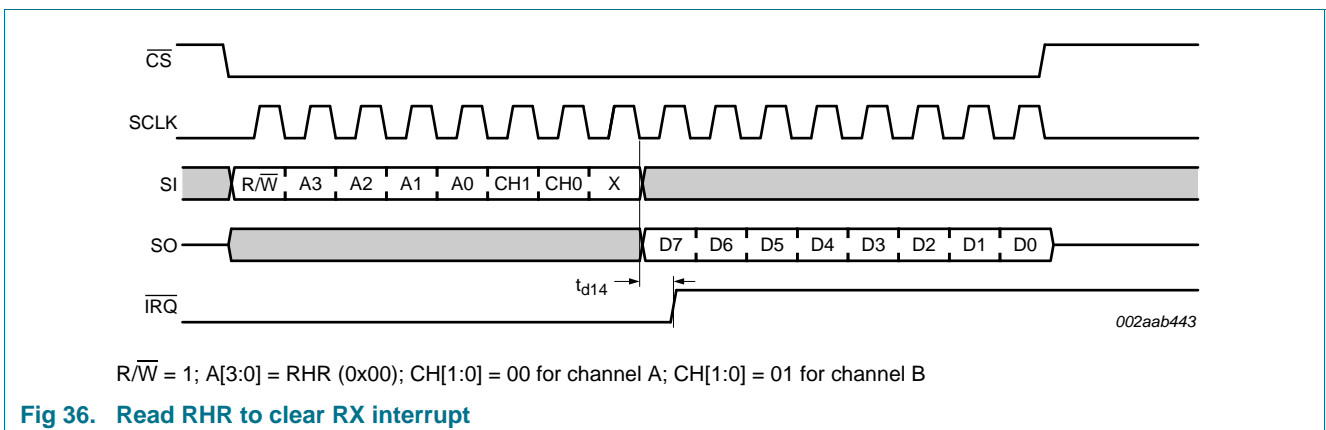 CS
SCLK
SI R/W A3 A2 A1 A0 CH1 CH0 X
SO D7 D6 D5 D4 D3 D2 D1 D0
td14
IRQ
002aab443
R/W = 1; A[3:0] = RHR (0x00); CH[1:0] = 00 for channel A; CH[1:0] = 01 for channel B
Fig 36. Read RHR to clear RX interrupt